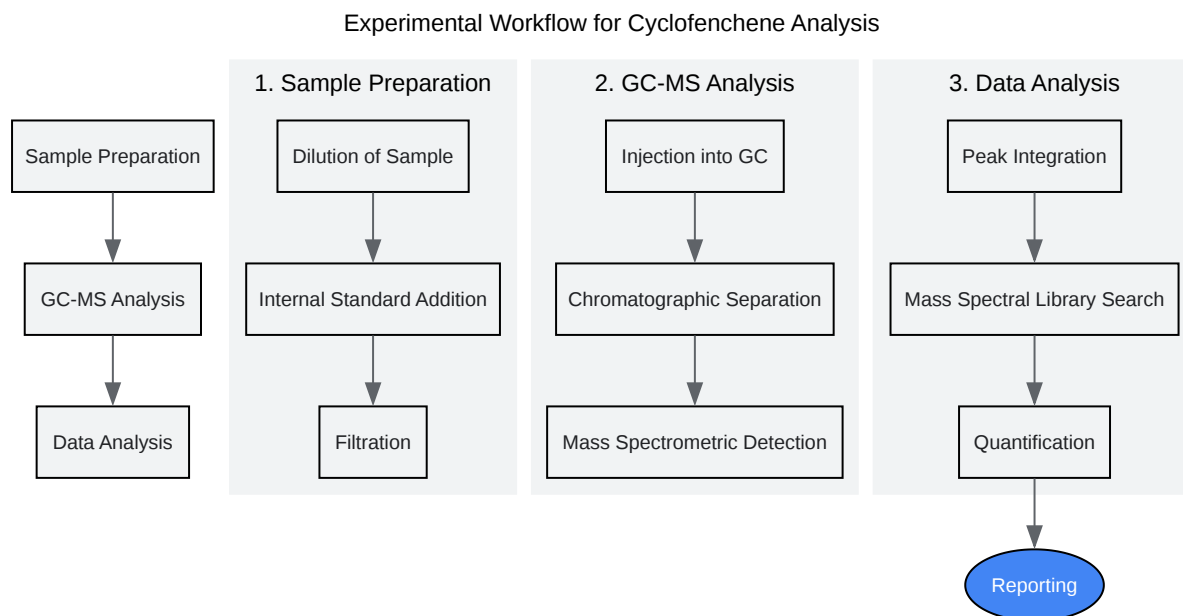 Experimental Workflow for Cyclofenchene Analysis
Sample Preparation
GC-MS Analysis
Data Analysis
1. Sample Preparation
Dilution of Sample
Internal Standard Addition
Filtration
2. GC-MS Analysis
Injection into GC
Chromatographic Separation
Mass Spectrometric Detection
3. Data Analysis
Peak Integration
Mass Spectral Library Search
Quantification
Reporting